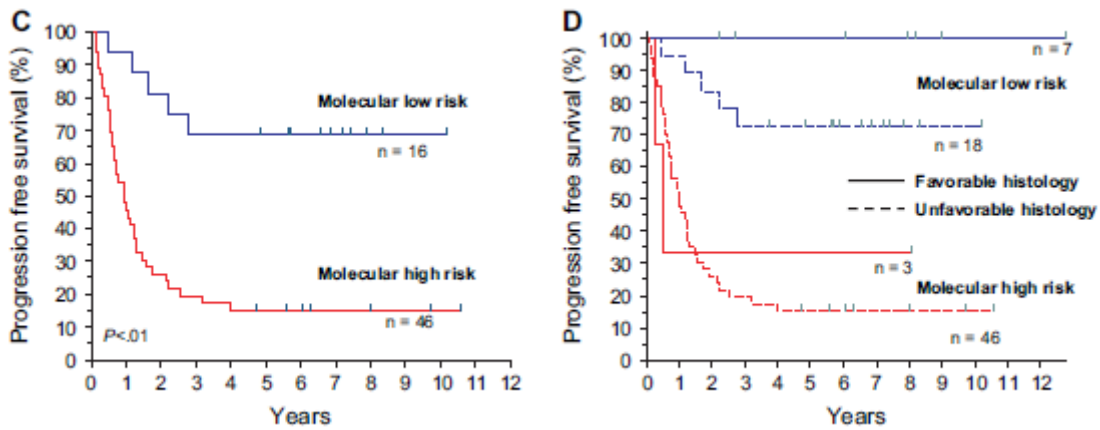 C
Progression free survival (%)
100
90
80
70
60
50
40
30
20
10
0
Molecular low risk
n = 16
Molecular high risk
n = 46
P<.01
0 1 2 3 4 5 6 7 8 9 10 11 12
Years
D
Progression free survival (%)
100
90
80
70
60
50
40
30
20
10
0
n = 7
Molecular low risk
n = 18
Favorable histology
Unfavorable histology
n = 3
Molecular high risk
n = 46
0 1 2 3 4 5 6 7 8 9 10 11 12
Years